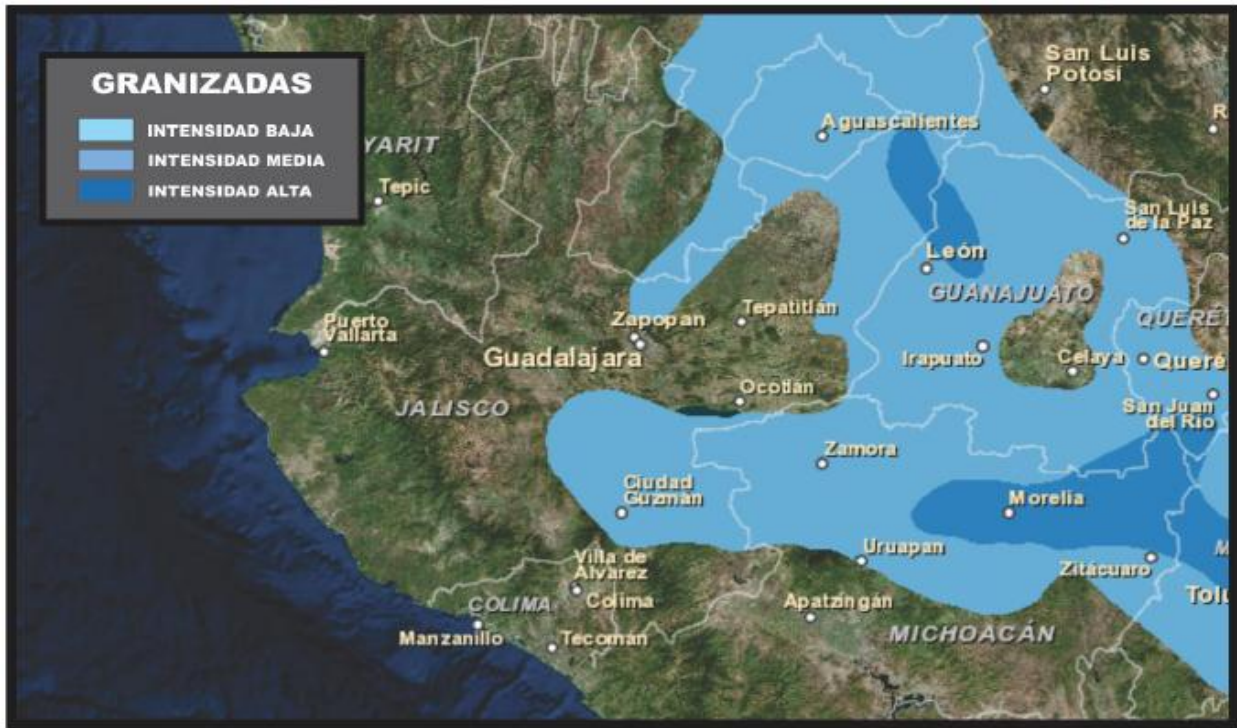 GRANIZADAS
INTENSIDAD BAJA
INTENSIDAD MEDIA
INTENSIDAD ALTA
YARIT
Tepic
San Luis
Potosí
R
Aguascalientes
San Luis
de la Paz
León
GUANAJUATO
QUERÉT
Puerto
Vallarta
Zapopan
Tepatitlán
Guadalajara
Irapuato
Celaya
Queré
Ocotlán
JALISCO
San Juan
del Río
Zamora
Ciudad
Guzmán
Morelia
Uruapan
M
Zitácuaro
Villa de
Álvarez
Colima
COLIMA
Apatzingán
Tolu
Manzanillo
Tecomán
MICHOACÁN